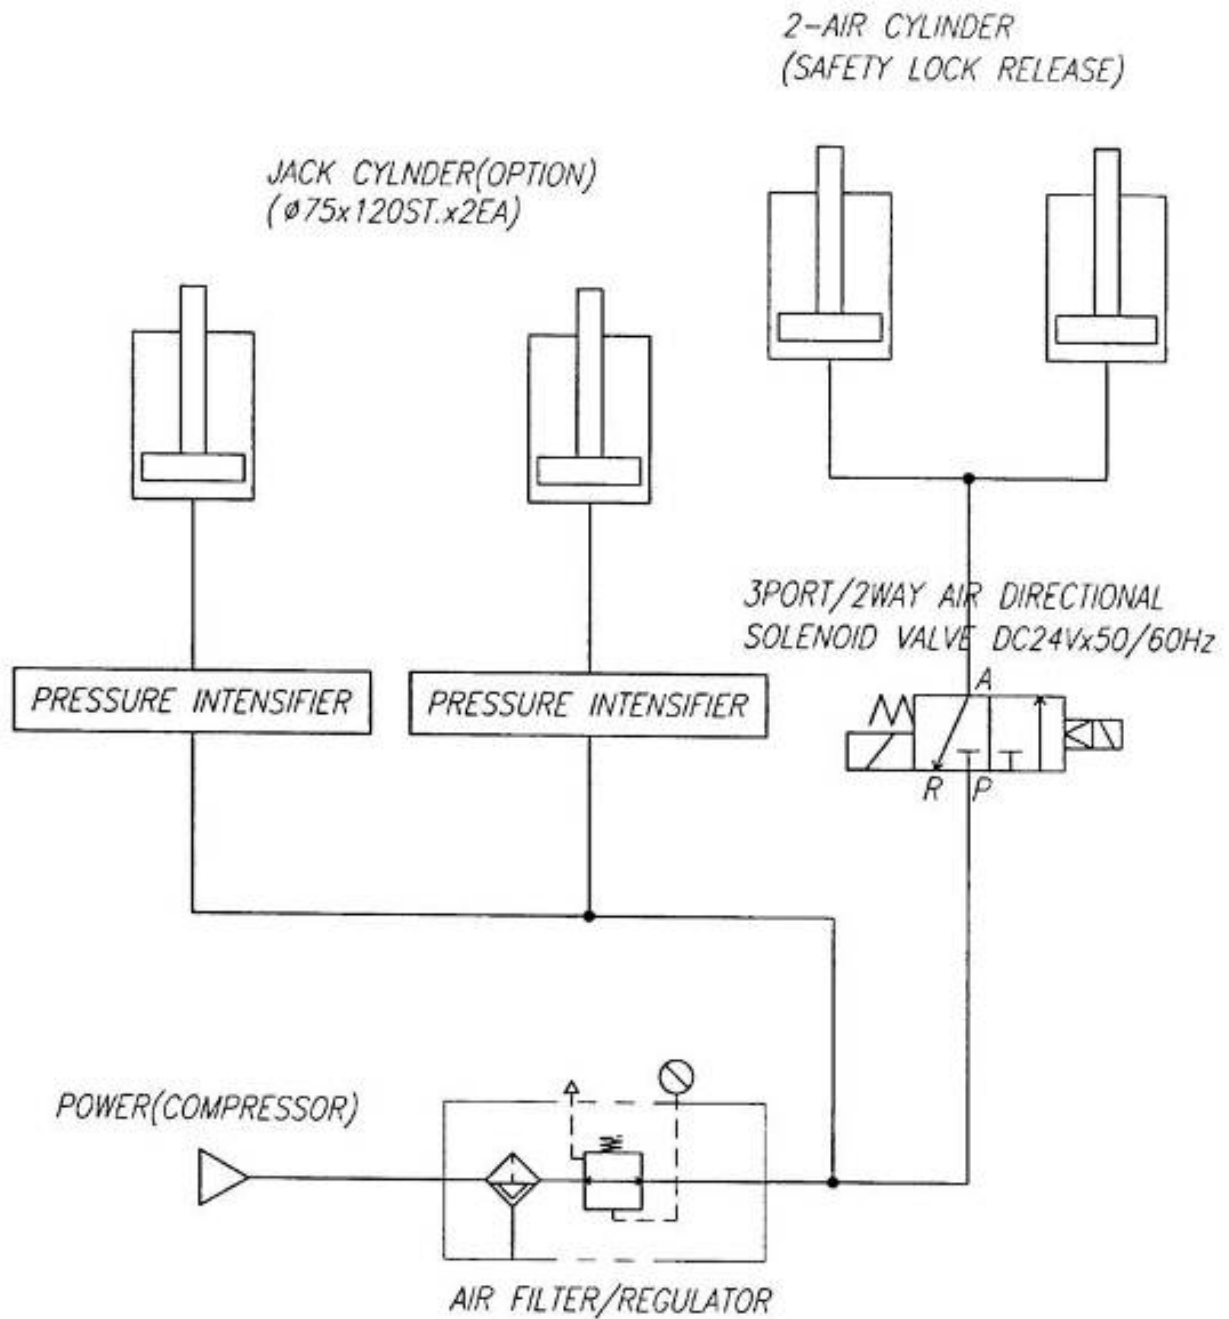 2-AIR CYLINDER
(SAFETY LOCK RELEASE)
JACK CYLNDER(OPTION)
(ø75x120ST.x2EA)
3PORT/2WAY AIR DIRECTIONAL
SOLENOID VALVE DC24Vx50/60Hz
A
PRESSURE INTENSIFIER
PRESSURE INTENSIFIER
R P
POWER(COMPRESSOR)
AIR FILTER/REGULATOR